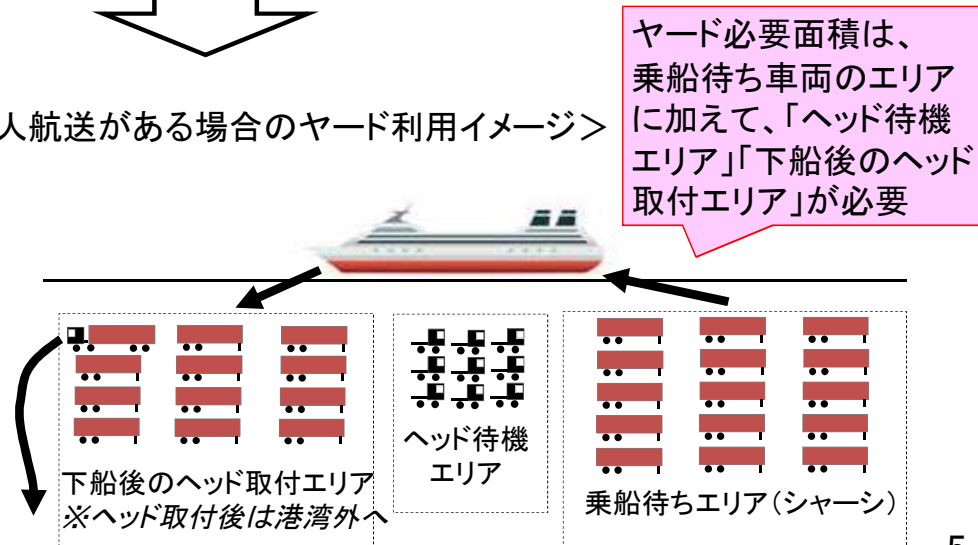 ヤード必要面積は、
乗船待ち車両のエリア
に加えて、「ヘッド待機
エリア」「下船後のヘッド
取付エリア」が必要
人航送がある場合のヤード利用イメージ＞
下船後のヘッド取付エリア
※ヘッド取付後は港湾外へ
ヘッド待機
エリア
乗船待ちエリア（シャーシ）